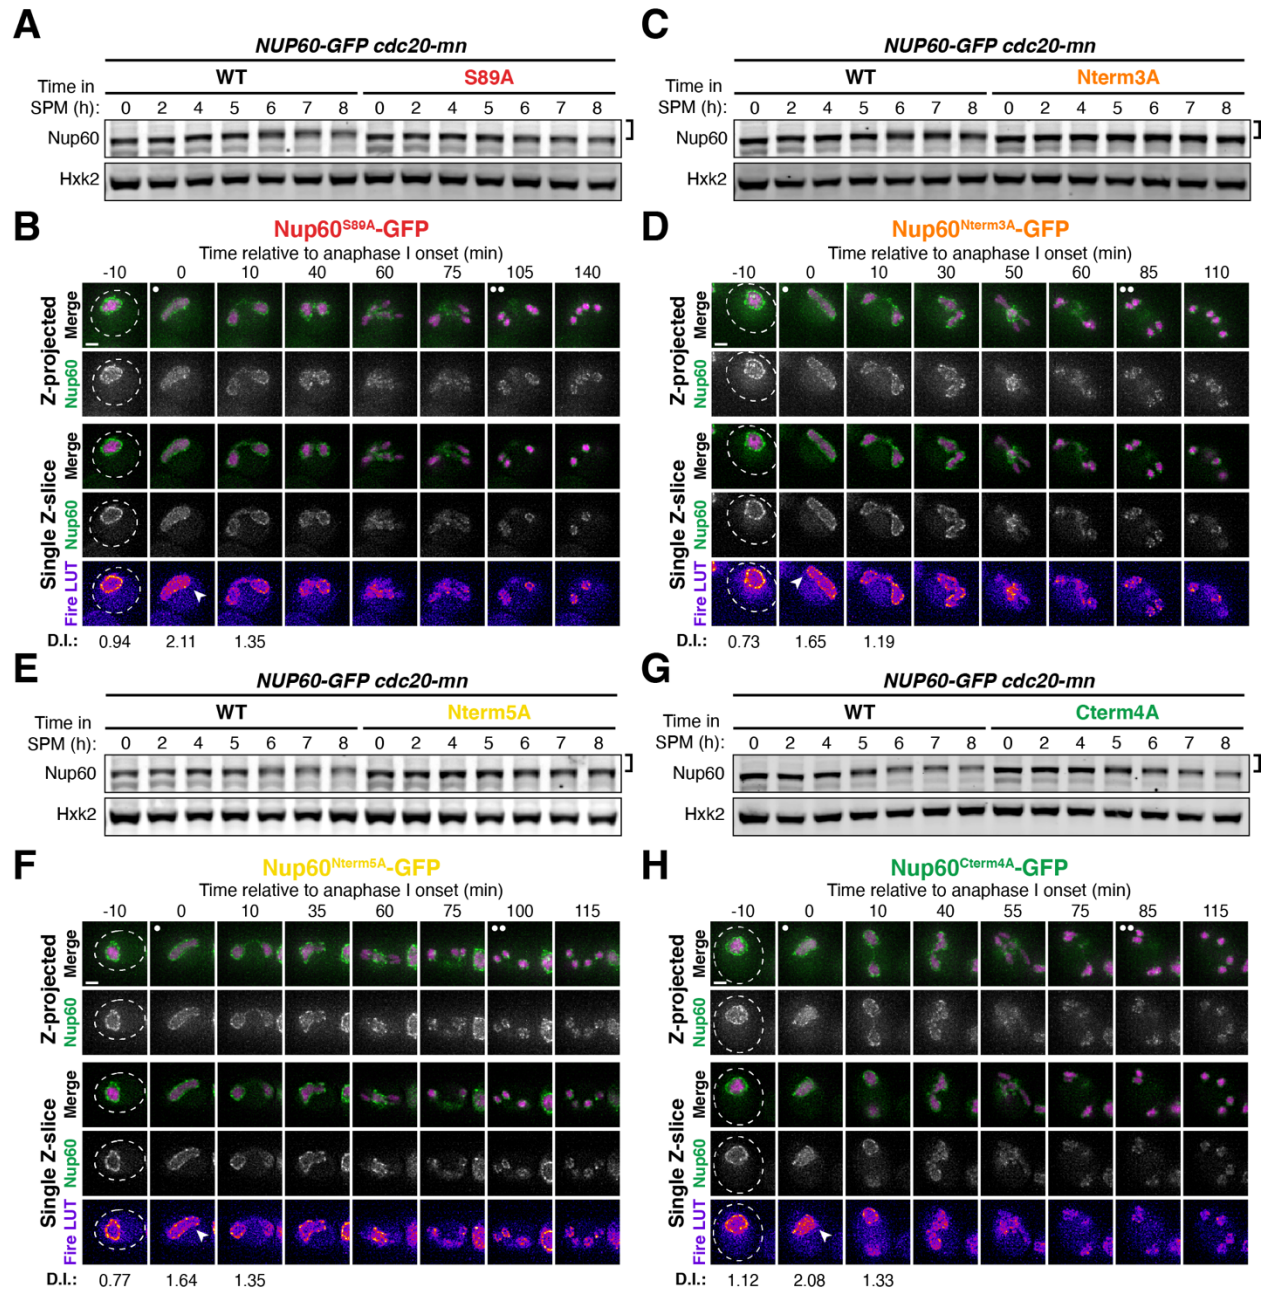 A
NUP60-GFP cdc20-mn
WT S89A
Time in
SPM (h): 0 2 4 5 6 7 8 0 2 4 5 6 7 8
Nup60
Hxk2
C
NUP60-GFP cdc20-mn
WT Nterm3A
Time in
SPM (h): 0 2 4 5 6 7 8 0 2 4 5 6 7 8
Nup60
Hxk2
B
Nup60S89A-GFP
Time relative to anaphase I onset (min)
-10 0 10 40 60 75 105 140
Z-projected
Merge
Nup60
Single Z-slice
Merge
Nup60
Fire LUT
D.I.: 0.94 2.11 1.35
D
Nup60Nterm3A-GFP
Time relative to anaphase I onset (min)
-10 0 10 30 50 60 85 110
Z-projected
Merge
Nup60
Single Z-slice
Merge
Nup60
Fire LUT
D.I.: 0.73 1.65 1.19
E
NUP60-GFP cdc20-mn
WT Nterm5A
Time in
SPM (h): 0 2 4 5 6 7 8 0 2 4 5 6 7 8
Nup60
Hxk2
G
NUP60-GFP cdc20-mn
WT Cterm4A
Time in
SPM (h): 0 2 4 5 6 7 8 0 2 4 5 6 7 8
Nup60
Hxk2
F
Nup60Nterm5A-GFP
Time relative to anaphase I onset (min)
-10 0 10 35 60 75 100 115
Z-projected
Merge
Nup60
Single Z-slice
Merge
Nup60
Fire LUT
D.I.: 0.77 1.64 1.35
H
Nup60Cterm4A-GFP
Time relative to anaphase I onset (min)
-10 0 10 40 55 75 85 115
Z-projected
Merge
Nup60
Single Z-slice
Merge
Nup60
Fire LUT
D.I.: 1.12 2.08 1.33